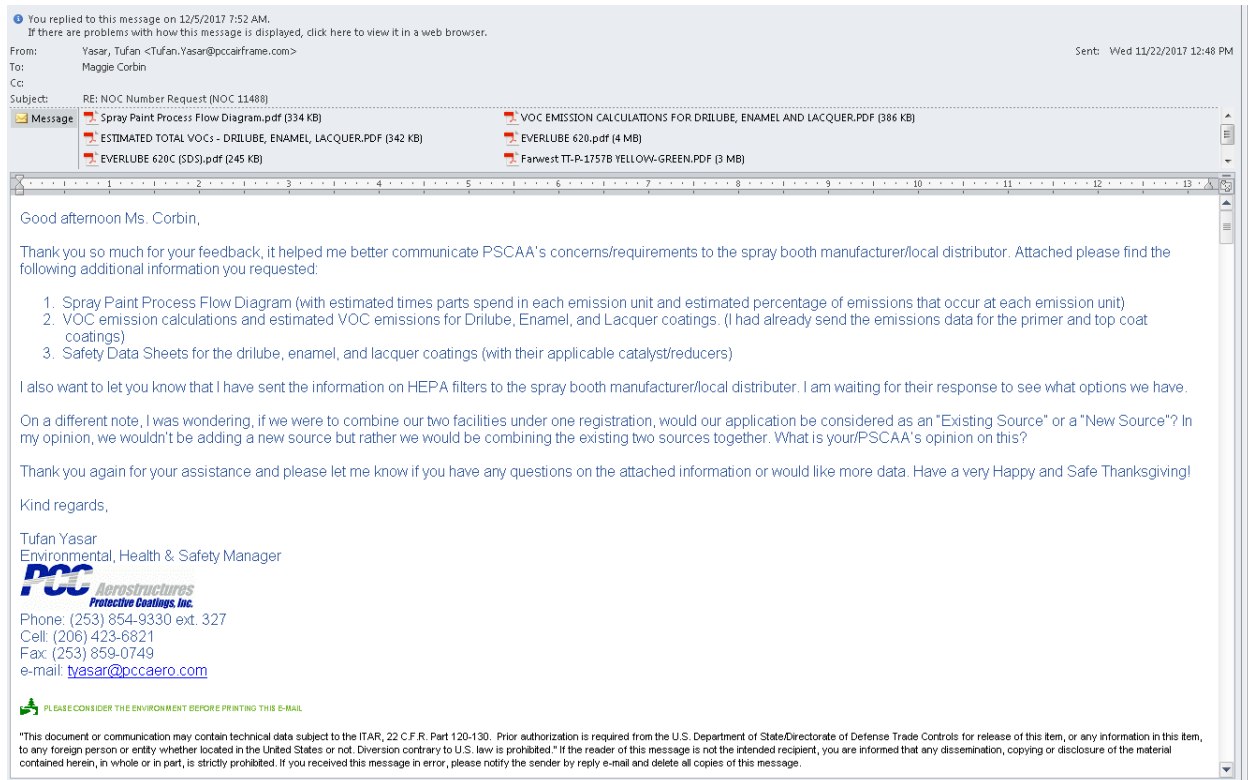 You replied to this message on 12/5/2017 7:52 AM.
If there are problems with how this message is displayed, click here to view it in a web browser.
From: Yasar, Tufan <Tufan.Yasar@pccairframe.com> Sent: Wed 11/22/2017 12:48 PM
To: Maggie Corbin
Cc:
Subject: RE: NOC Number Request (NOC 11488)
Message Spray Paint Process Flow Diagram.pdf (334 KB) VOC EMISSION CALCULATIONS FOR DRILUBE, ENAMEL AND LACQUER.PDF (386 KB)
ESTIMATED TOTAL VOCs - DRILUBE, ENAMEL, LACQUER.PDF (342 KB) EVERLUBE 620.pdf (4 MB)
EVERLUBE 620C (SDS).pdf (245 KB) Farwest TT-P-1757B YELLOW-GREEN.PDF (3 MB)
1 2 3 4 5 6 7 8 9 10 11 12 13
Good afternoon Ms. Corbin,
Thank you so much for your feedback, it helped me better communicate PSCAA's concerns/requirements to the spray booth manufacturer/local distributor. Attached please find the
following additional information you requested:
1. Spray Paint Process Flow Diagram (with estimated times parts spend in each emission unit and estimated percentage of emissions that occur at each emission unit)
2. VOC emission calculations and estimated VOC emissions for Drilube, Enamel, and Lacquer coatings. (I had already send the emissions data for the primer and top coat
coatings)
3. Safety Data Sheets for the drilube, enamel, and lacquer coatings (with their applicable catalyst/reducers)
I also want to let you know that I have sent the information on HEPA filters to the spray booth manufacturer/local distributer. I am waiting for their response to see what options we have.
On a different note, I was wondering, if we were to combine our two facilities under one registration, would our application be considered as an "Existing Source" or a "New Source"? In
my opinion, we wouldn't be adding a new source but rather we would be combining the existing two sources together. What is your/PSCAA's opinion on this?
Thank you again for your assistance and please let me know if you have any questions on the attached information or would like more data. Have a very Happy and Safe Thanksgiving!
Kind regards,
Tufan Yasar
Environmental, Health & Safety Manager
PCC Aerostructures
Protective Coatings, Inc.
Phone: (253) 854-9330 ext. 327
Cell: (206) 423-6821
Fax: (253) 859-0749
e-mail: tyasar@pccaero.com
PLEASE CONSIDER THE ENVIRONMENT BEFORE PRINTING THIS E-MAIL
"This document or communication may contain technical data subject to the ITAR, 22 C.F.R. Part 120-130. Prior authorization is required from the U.S. Department of State/Directorate of Defense Trade Controls for release of this item, or any information in this item,
to any foreign person or entity whether located in the United States or not. Diversion contrary to U.S. law is prohibited." If the reader of this message is not the intended recipient, you are informed that any dissemination, copying or disclosure of the material
contained herein, in whole or in part, is strictly prohibited. If you received this message in error, please notify the sender by reply e-mail and delete all copies of this message.